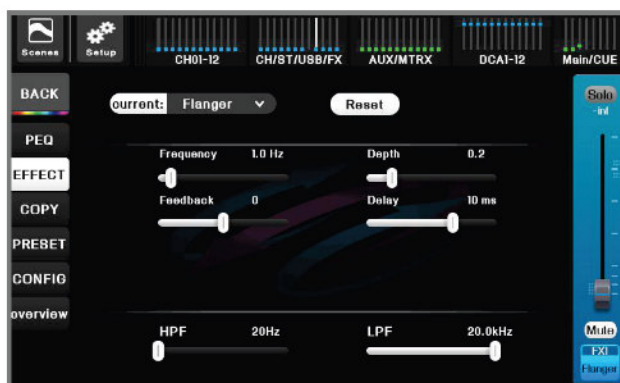 Scenes
Setup
CH01-12
CH/ST/USB/FX
AUX/MTRX
DCA1-12
Main/CUE
BACK
current: Flanger
Reset
Solo
-inf
PEQ
Frequency 1.0 Hz
Depth 0.2
EFFECT
Feedback 0
Delay 10 ms
COPY
PRESET
CONFIG
overview
HPF 20Hz
LPF 20.0kHz
Mute
FX1
Flanger